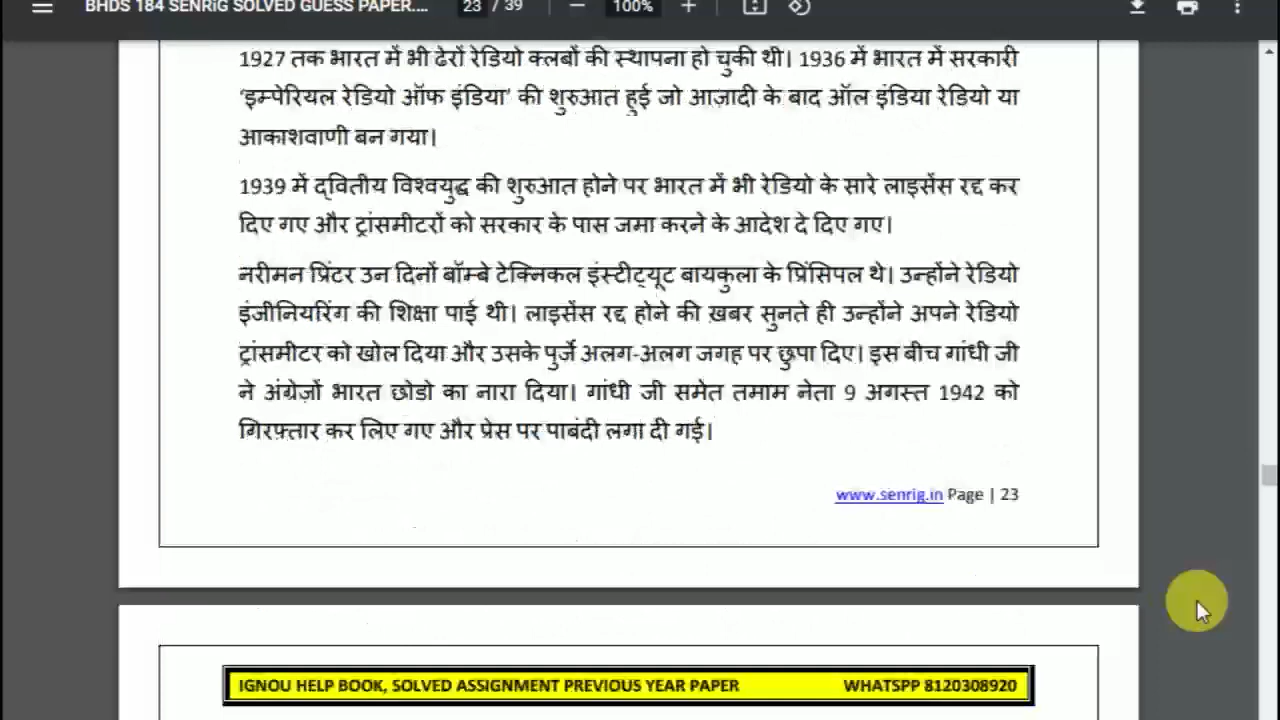 BHDS 184 SENRiG SOLVED GUESS PAPER.... 23 / 39 100%
1927 तक भारत में भी ढेरों रेडियो क्लबों की स्थापना हो चुकी थी। 1936 में भारत में सरकारी
‘इम्पेरियल रेडियो ऑफ इंडिया’ की शुरुआत हुई जो आज़ादी के बाद ऑल इंडिया रेडियो या
आकाशवाणी बन गया।
1939 में द्वितीय विश्वयुद्ध की शुरुआत होने पर भारत में भी रेडियो के सारे लाइसेंस रद्द कर
दिए गए और ट्रांसमीटरों को सरकार के पास जमा करने के आदेश दे दिए गए।
नरीमन प्रिंटर उन दिनों बॉम्बे टेक्निकल इंस्टीट्यूट बायकुला के प्रिंसिपल थे। उन्होंने रेडियो
इंजीनियरिंग की शिक्षा पाई थी। लाइसेंस रद्द होने की ख़बर सुनते ही उन्होंने अपने रेडियो
ट्रांसमीटर को खोल दिया और उसके पुर्जे अलग-अलग जगह पर छुपा दिए। इस बीच गांधी जी
ने अंग्रेज़ों भारत छोडो का नारा दिया। गांधी जी समेत तमाम नेता 9 अगस्त 1942 को
गिरफ़्तार कर लिए गए और प्रेस पर पाबंदी लगा दी गई।
www.senrig.in Page | 23
IGNOU HELP BOOK, SOLVED ASSIGNMENT PREVIOUS YEAR PAPER WHATSPP 8120308920